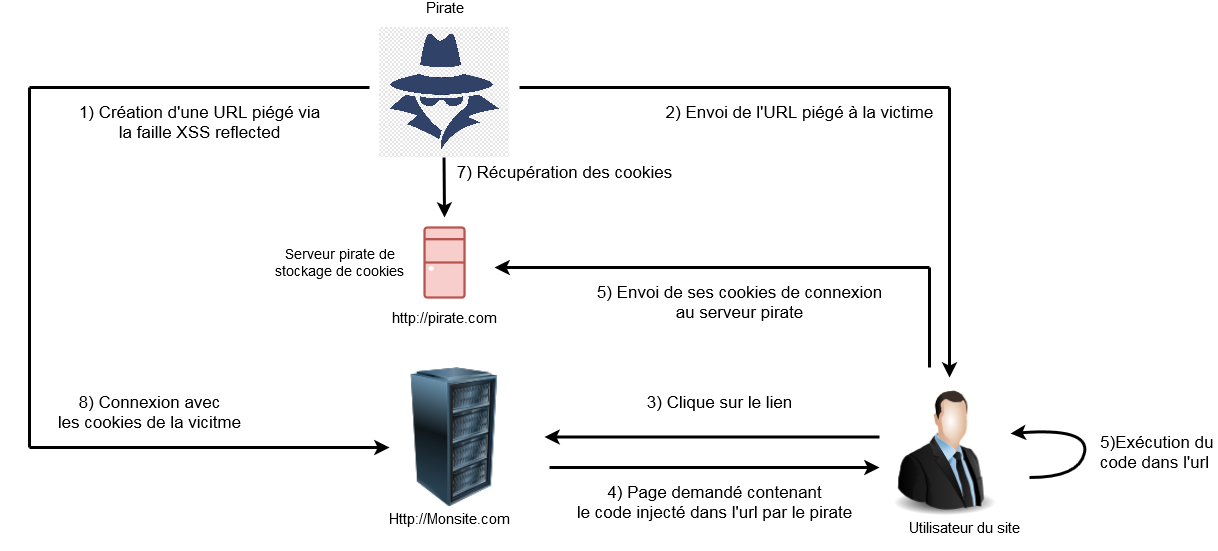 Pirate
1) Création d'une URL piégé via
la faille XSS reflected
2) Envoi de l'URL piégé à la victime
7) Récupération des cookies
Serveur pirate de
stockage de cookies
http://pirate.com
5) Envoi de ses cookies de connexion
au serveur pirate
8) Connexion avec
les cookies de la vicitme
3) Clique sur le lien
5)Exécution du
code dans l'url
4) Page demandé contenant
le code injecté dans l'url par le pirate
Http://Monsite.com
Utilisateur du site